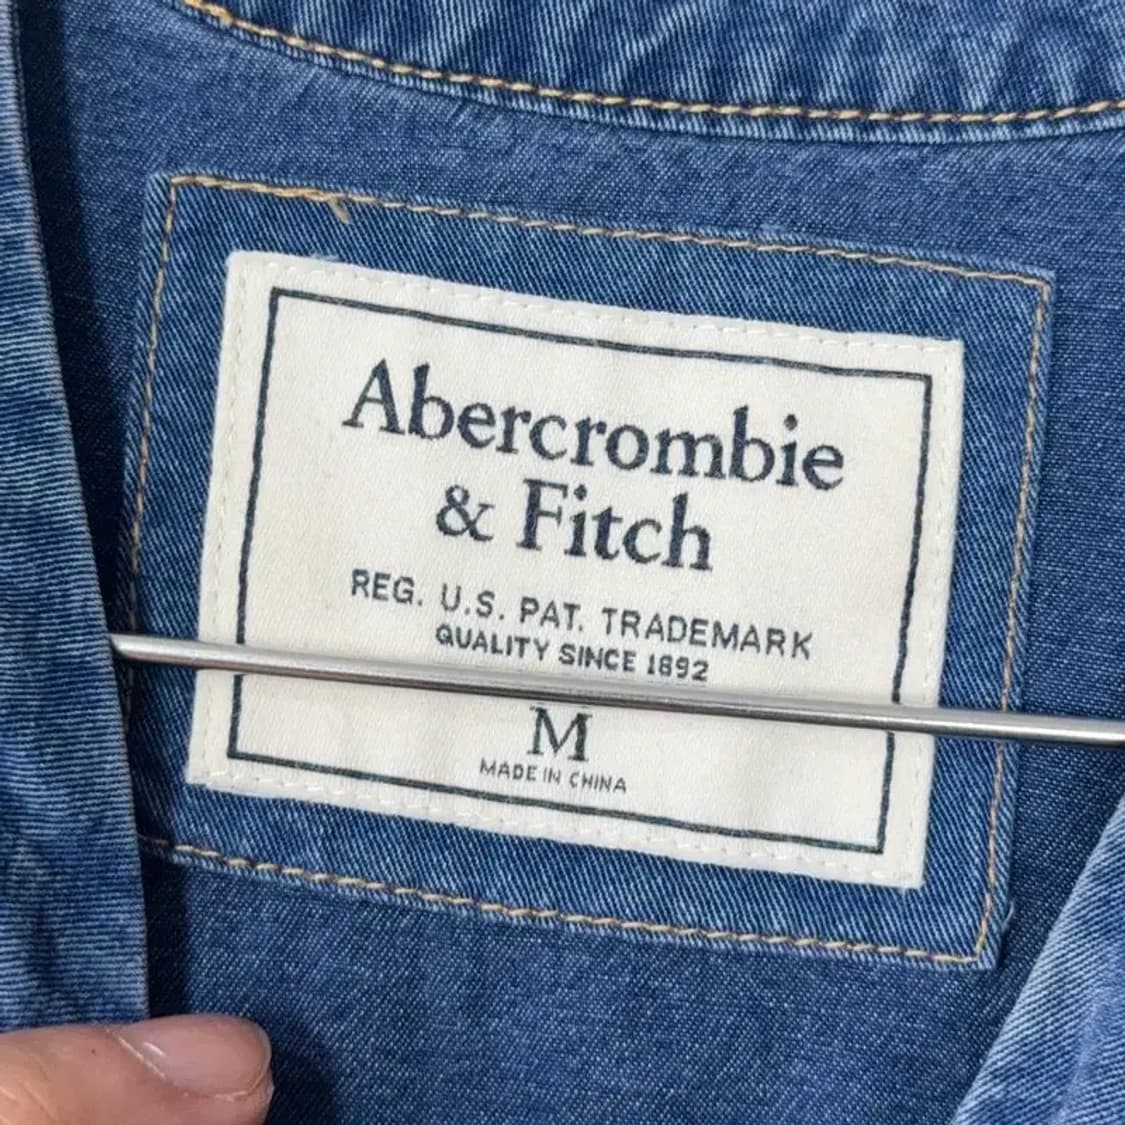 Abercrombie
& Fitch
REG. U.S. PAT. TRADEMARK
QUALITY SINCE 1892
M
MADE IN CHINA